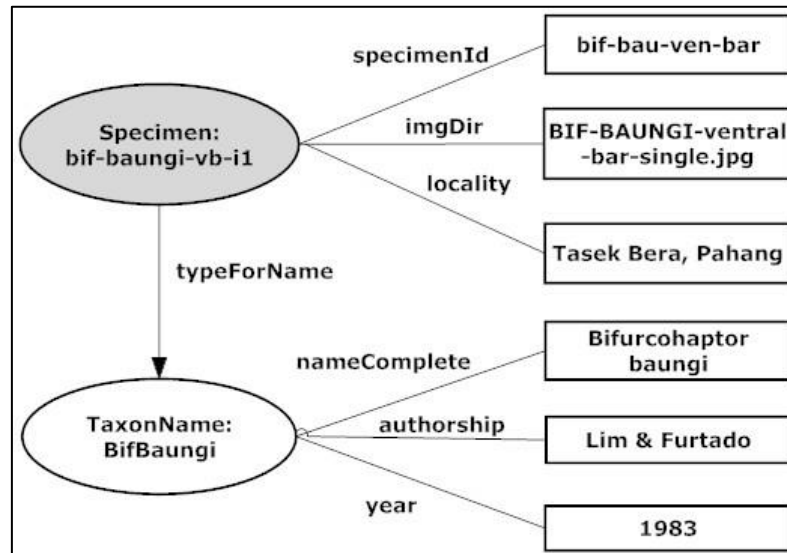 specimenId
bif-bau-ven-bar
Specimen:
bif-baungi-vb-i1
imgDir
BIF-BAUNGI-ventral
-bar-single.jpg
locality
Tasek Bera, Pahang
typeForName
nameComplete
Bifurcohaptor
baungi
TaxonName:
BifBaungi
authorship
Lim & Furtado
year
1983